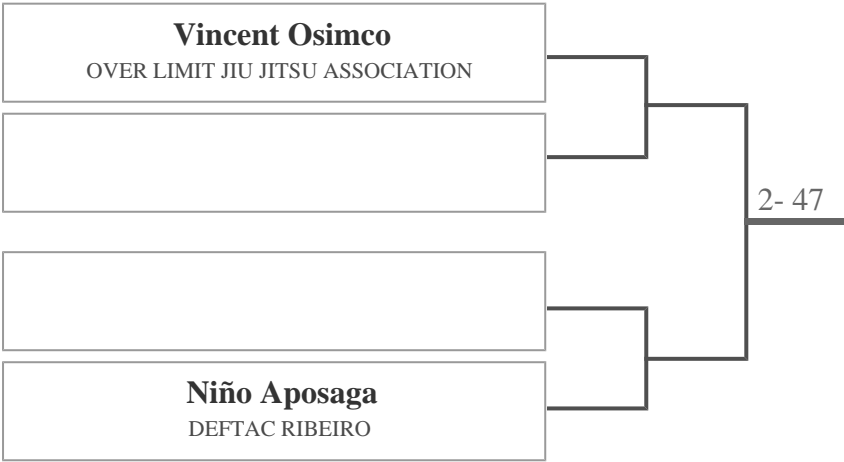 Vincent Osimco
OVER LIMIT JIU JITSU ASSOCIATION
2- 47
Niño Aposaga
DEFTAC RIBEIRO